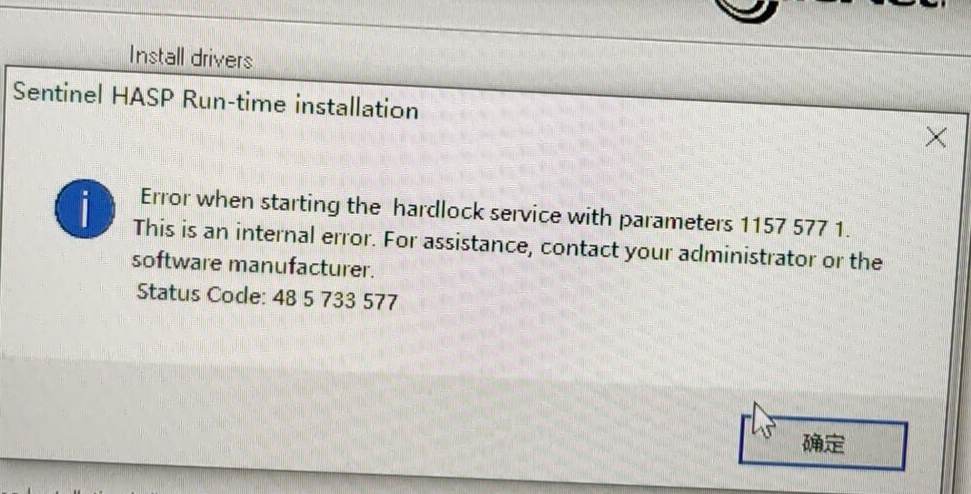 Install drivers
Sentinel HASP Run-time installation
Error when starting the hardlock service with parameters 1157 577 1.
This is an internal error. For assistance, contact your administrator or the
software manufacturer.
Status Code: 48 5 733 577
确定